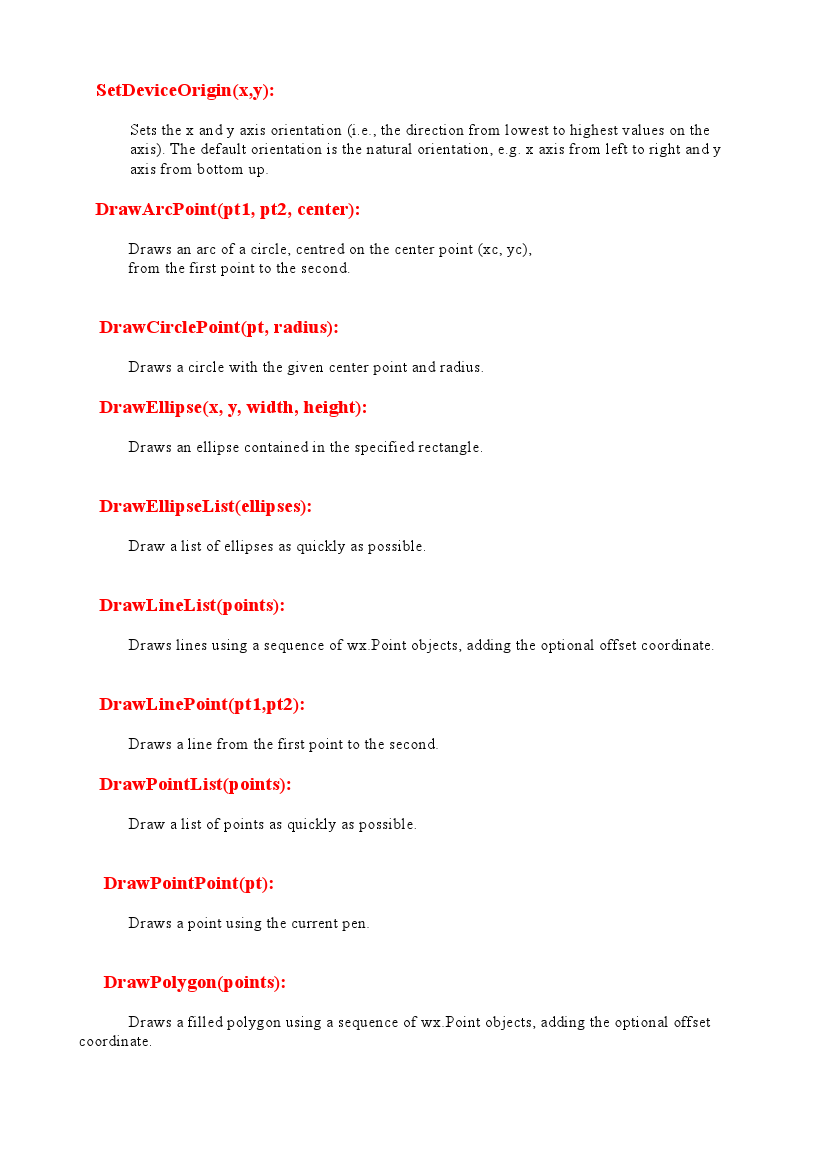 SetDeviceOrigin(x,y):
Sets the x and y axis orientation (i.e., the direction from lowest to highest values on the
axis). The default orientation is the natural orientation, e.g. x axis from left to right and y
axis from bottom up.
DrawArcPoint(pt1, pt2, center):
Draws an arc of a circle, centred on the center point (xc, yc),
from the first point to the second.
DrawCirclePoint(pt, radius):
Draws a circle with the given center point and radius.
DrawEllipse(x, y, width, height):
Draws an ellipse contained in the specified rectangle.
DrawEllipseList(ellipses):
Draw a list of ellipses as quickly as possible.
DrawLineList(points):
Draws lines using a sequence of wx.Point objects, adding the optional offset coordinate.
DrawLinePoint(pt1,pt2):
Draws a line from the first point to the second.
DrawPointList(points):
Draw a list of points as quickly as possible.
DrawPointPoint(pt):
Draws a point using the current pen.
DrawPolygon(points):
Draws a filled polygon using a sequence of wx.Point objects, adding the optional offset
coordinate.